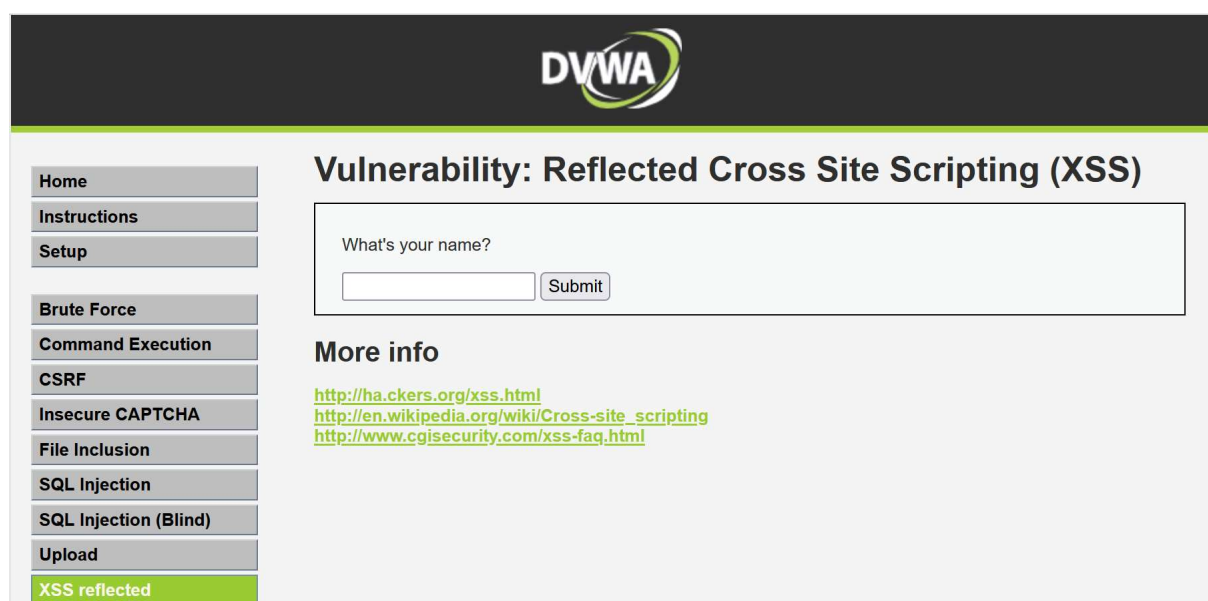 DVWA
Home
Instructions
Setup
Brute Force
Command Execution
CSRF
Insecure CAPTCHA
File Inclusion
SQL Injection
SQL Injection (Blind)
Upload
XSS reflected
Vulnerability: Reflected Cross Site Scripting (XSS)
What's your name?
Submit
More info
http://ha.ckers.org/xss.html
http://en.wikipedia.org/wiki/Cross-site_scripting
http://www.cgisecurity.com/xss-faq.html